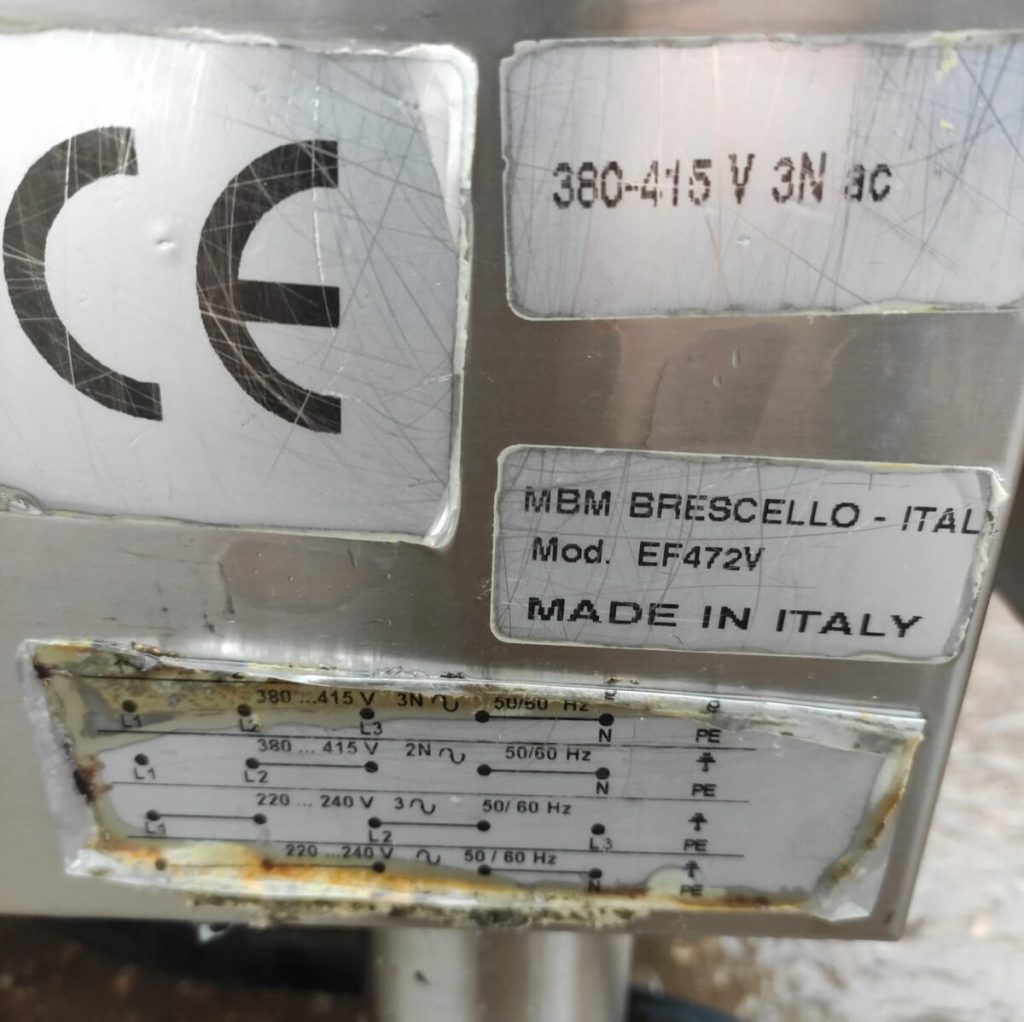 CE
380-415 V 3N ac
MBM BRESCELLO - ITALY
Mod. EF472V
MADE IN ITALY
380 ...415 V 3N ∿ 50/60 Hz
L1 L2 L3 N PE
380 ... 415 V 2N ∿ 50/60 Hz
L1 L2 N PE
220 ... 240 V 3 ∿ 50/ 60 Hz
L1 L2 L3 PE
220 ...240 V ∿ 50 / 60 Hz
N PE